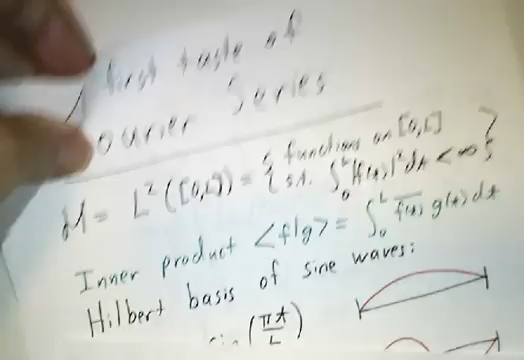 A first taste of
Fourier Series
H = L²([0,L]) = { functions on [0,L] s.t. ∫₀ᴸ |f(x)|² dx < ∞ }
Inner product <f|g> = ∫₀ᴸ \overline{f(x)} g(x) dx
Hilbert basis of sine waves:
sin(πx/L)